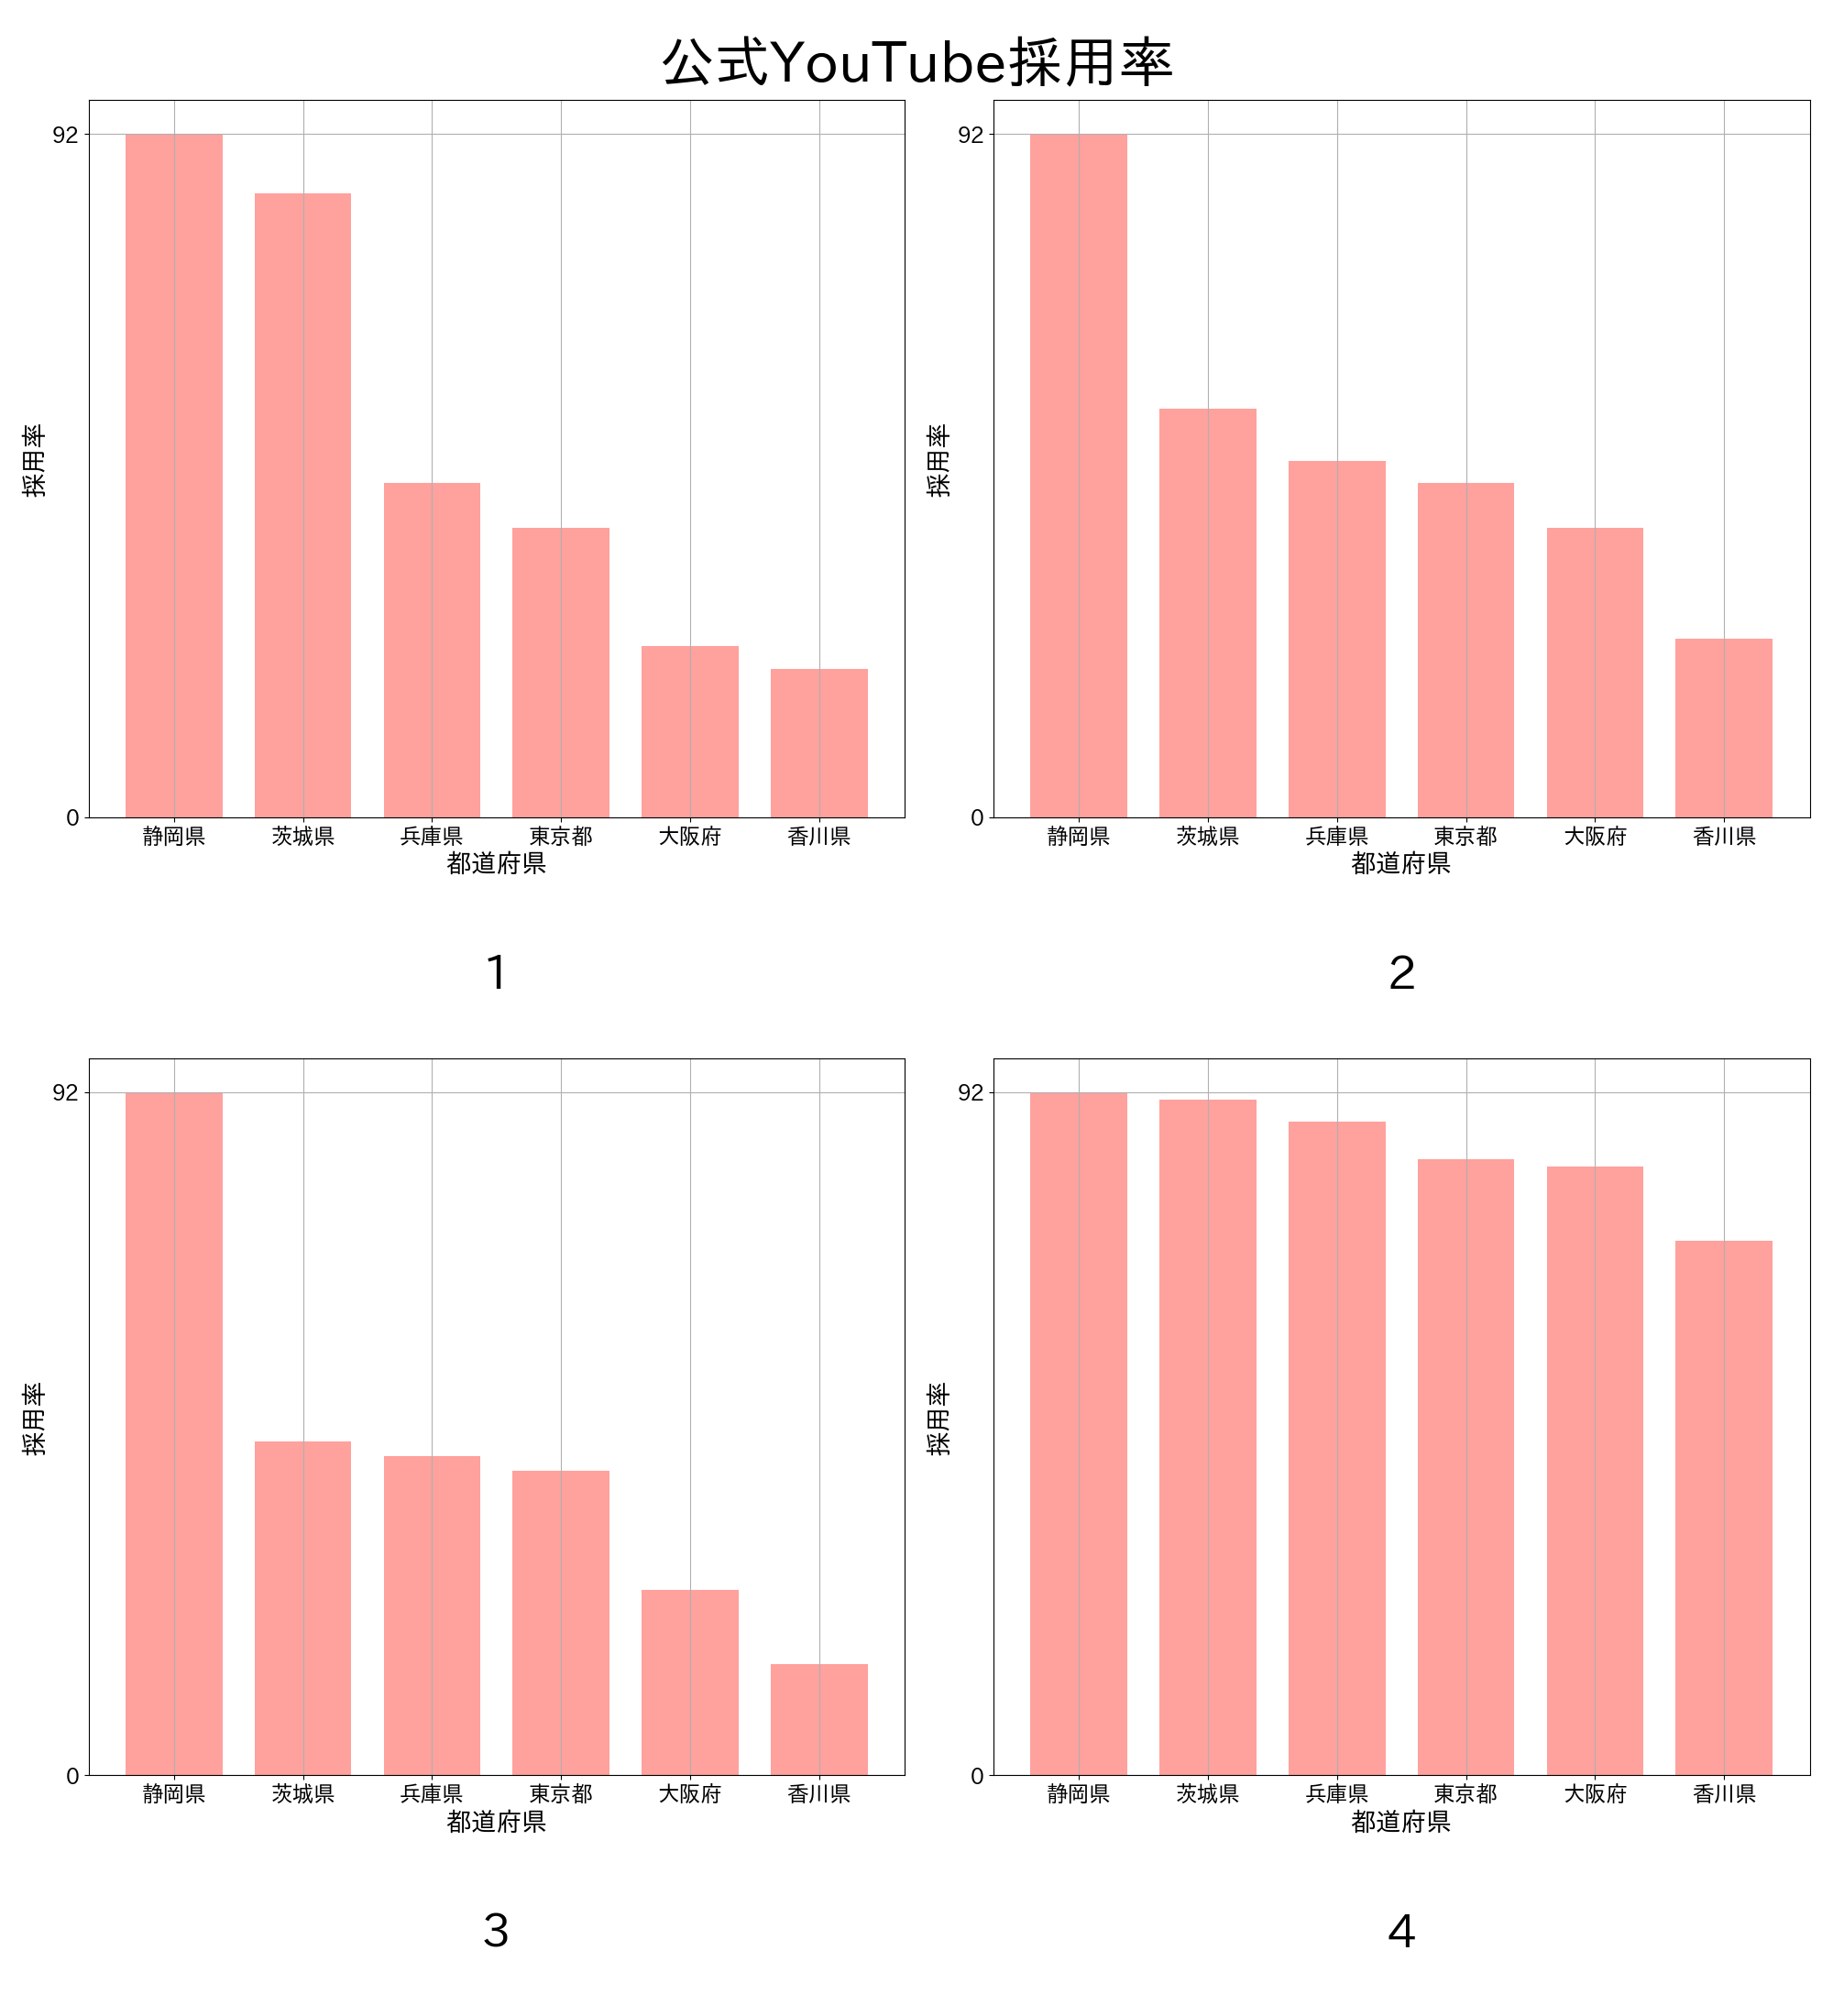 公式YouTube採用率
92
0
採用率
静岡県 茨城県 兵庫県 東京都 大阪府 香川県
都道府県
1
92
0
採用率
静岡県 茨城県 兵庫県 東京都 大阪府 香川県
都道府県
2
92
0
採用率
静岡県 茨城県 兵庫県 東京都 大阪府 香川県
都道府県
3
92
0
採用率
静岡県 茨城県 兵庫県 東京都 大阪府 香川県
都道府県
4